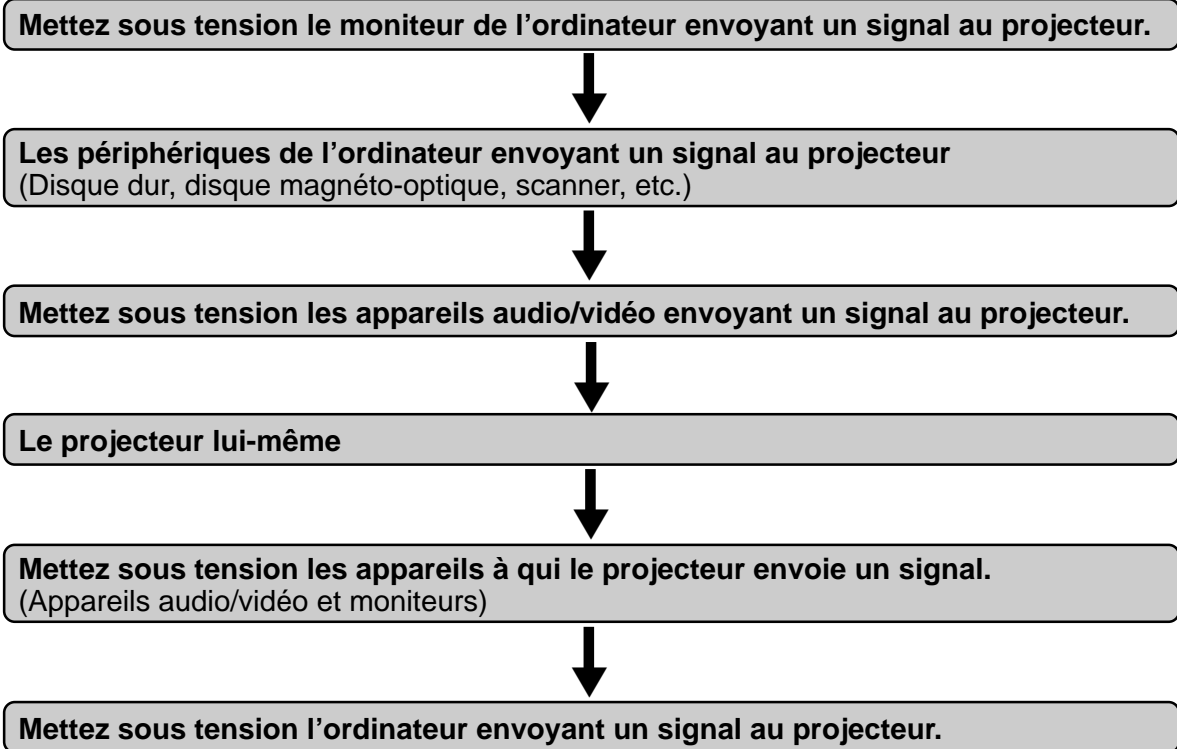 Mettez sous tension le moniteur de l’ordinateur envoyant un signal au projecteur.
Les périphériques de l’ordinateur envoyant un signal au projecteur
(Disque dur, disque magnéto-optique, scanner, etc.)
Mettez sous tension les appareils audio/vidéo envoyant un signal au projecteur.
Le projecteur lui-même
Mettez sous tension les appareils à qui le projecteur envoie un signal.
(Appareils audio/vidéo et moniteurs)
Mettez sous tension l’ordinateur envoyant un signal au projecteur.